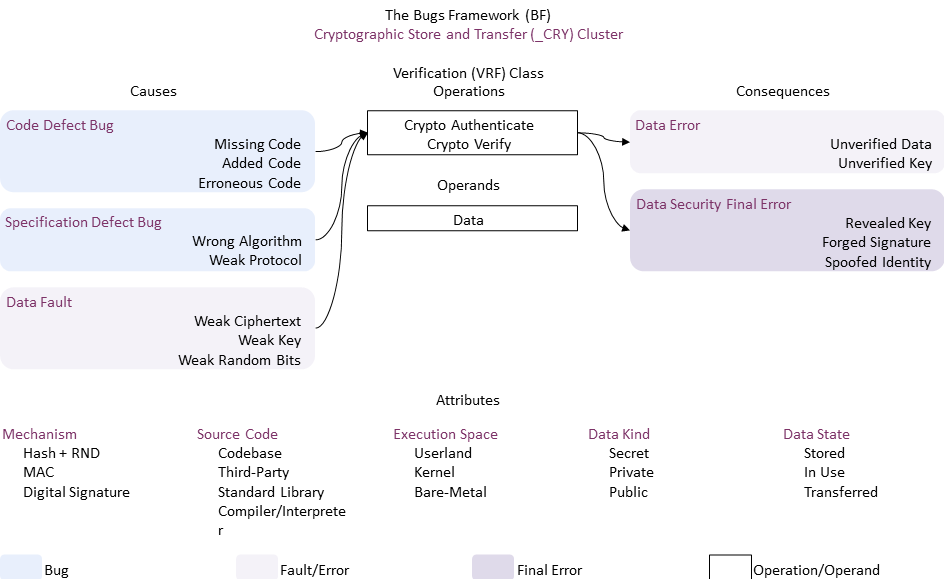 The Bugs Framework (BF)
Cryptographic Store and Transfer (_CRY) Cluster
Verification (VRF) Class
Causes
Operations
Consequences
Code Defect Bug
Missing Code
Added Code
Erroneous Code
Specification Defect Bug
Wrong Algorithm
Weak Protocol
Data Fault
Weak Ciphertext
Weak Key
Weak Random Bits
Crypto Authenticate
Crypto Verify
Operands
Data
Data Error
Unverified Data
Unverified Key
Data Security Final Error
Revealed Key
Forged Signature
Spoofed Identity
Attributes
Mechanism
Hash + RND
MAC
Digital Signature
Source Code
Codebase
Third-Party
Standard Library
Compiler/Interprete
r
Execution Space
Userland
Kernel
Bare-Metal
Data Kind
Secret
Private
Public
Data State
Stored
In Use
Transferred
Bug
Fault/Error
Final Error
Operation/Operand